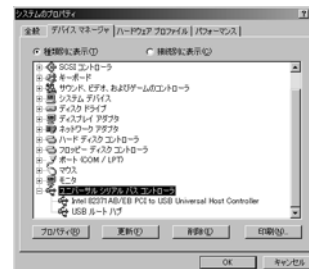 システムのプロパティ
全般 デバイス マネージャ ハードウェア プロファイル パフォーマンス
種類別に表示(T) 接続別に表示(C)
SCSI コントローラ
キーボード
サウンド、ビデオ、およびゲームのコントローラ
システム デバイス
ディスク ドライブ
ディスプレイ アダプタ
ネットワーク アダプタ
ハード ディスク コントローラ
フロッピー ディスク コントローラ
ポート (COM / LPT)
マウス
モニタ
ユニバーサル シリアル バス コントローラ
Intel 82371AB/EB PCI to USB Universal Host Controller
USB ルート ハブ
プロパティ(R) 更新(F) 削除(E) 印刷(N)...
OK キャンセル